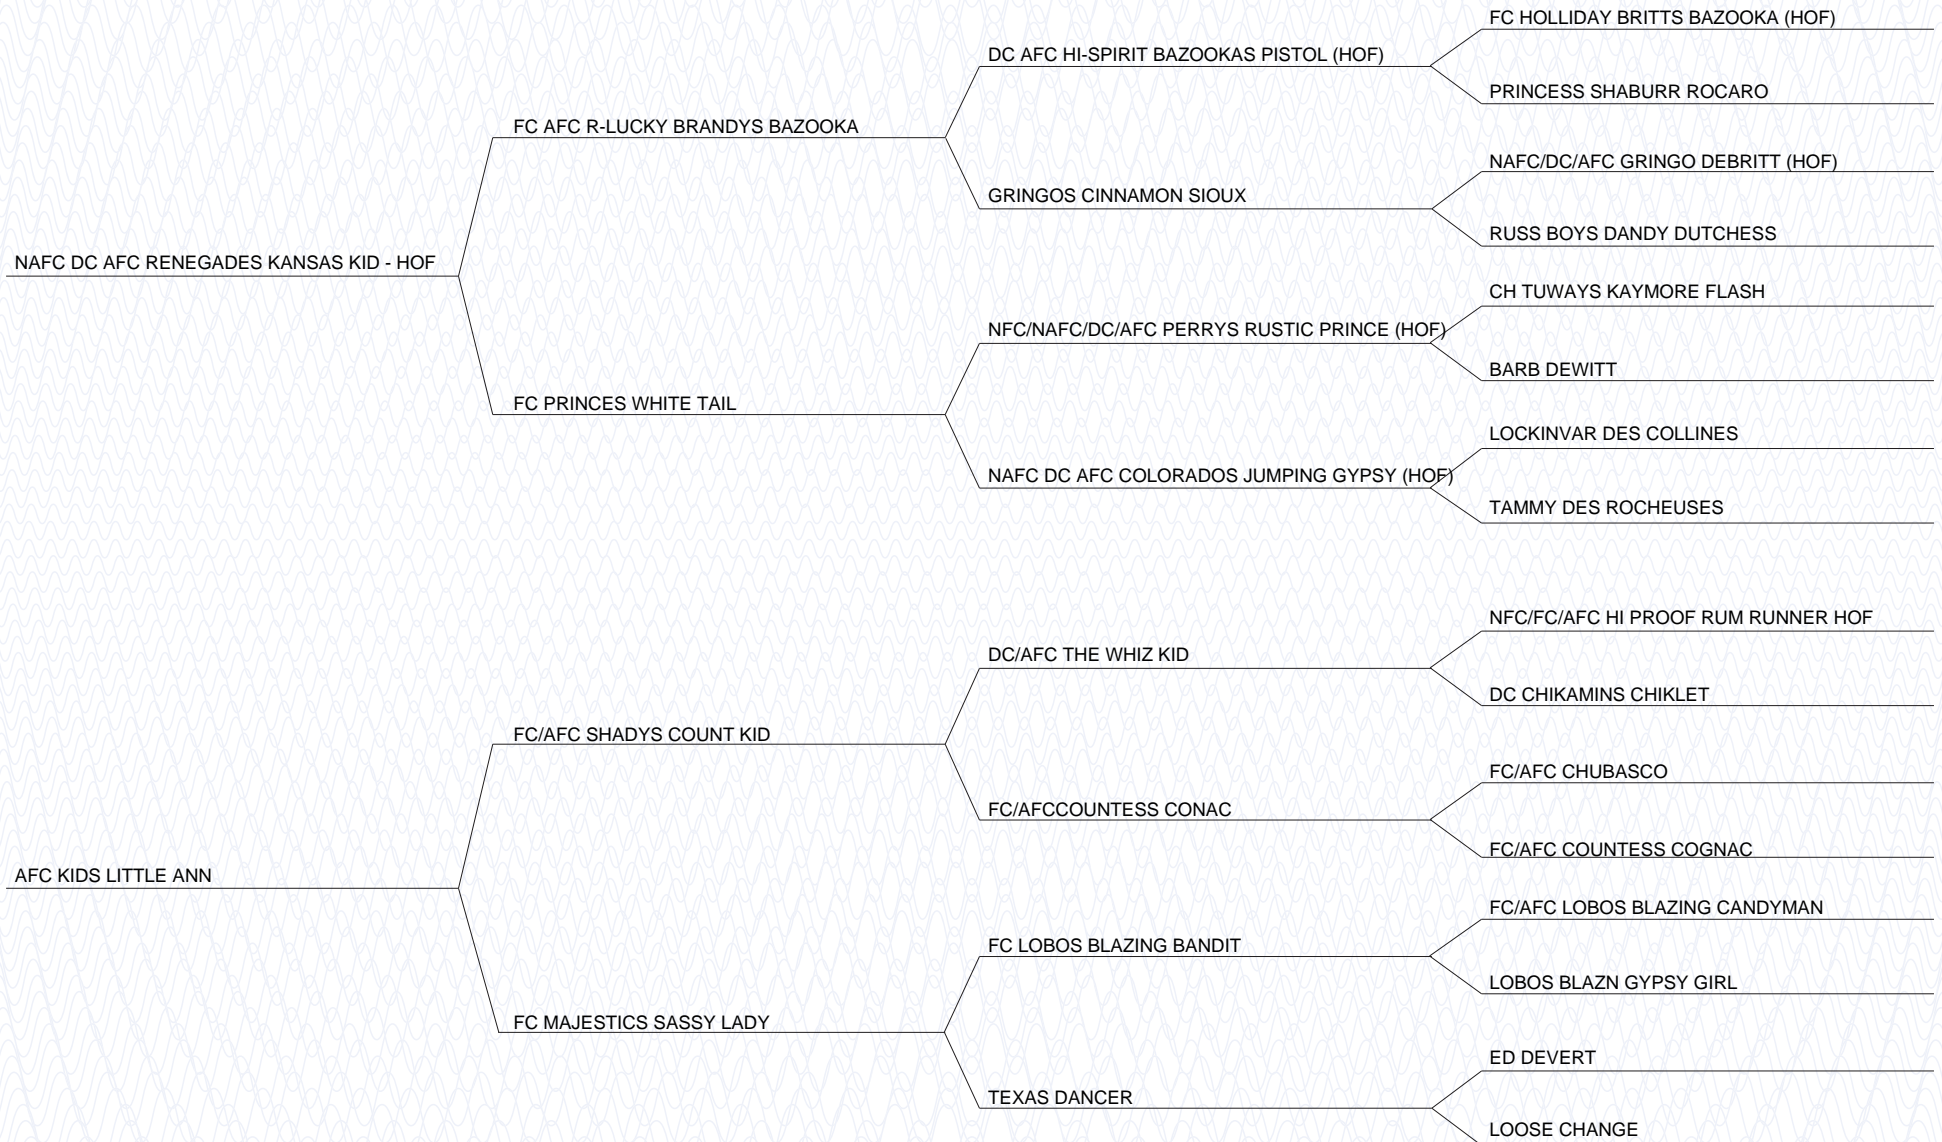 FC HOLLIDAY BRITTS BAZOOKA (HOF)
DC AFC HI-SPIRIT BAZOOKAS PISTOL (HOF)
PRINCESS SHABURR ROCARO
FC AFC R-LUCKY BRANDYS BAZOOKA
NAFC/DC/AFC GRINGO DEBRITT (HOF)
GRINGOS CINNAMON SIOUX
RUSS BOYS DANDY DUTCHESS
NAFC DC AFC RENEGADES KANSAS KID - HOF
CH TUWAYS KAYMORE FLASH
NFC/NAFC/DC/AFC PERRYS RUSTIC PRINCE (HOF)
BARB DEWITT
FC PRINCES WHITE TAIL
LOCKINVAR DES COLLINES
NAFC DC AFC COLORADOS JUMPING GYPSY (HOF)
TAMMY DES ROCHEUSES
NFC/FC/AFC HI PROOF RUM RUNNER HOF
DC/AFC THE WHIZ KID
DC CHIKAMINS CHIKLET
FC/AFC SHADYS COUNT KID
FC/AFC CHUBASCO
FC/AFCCOUNTESS CONAC
FC/AFC COUNTESS COGNAC
AFC KIDS LITTLE ANN
FC/AFC LOBOS BLAZING CANDYMAN
FC LOBOS BLAZING BANDIT
LOBOS BLAZN GYPSY GIRL
FC MAJESTICS SASSY LADY
ED DEVERT
TEXAS DANCER
LOOSE CHANGE